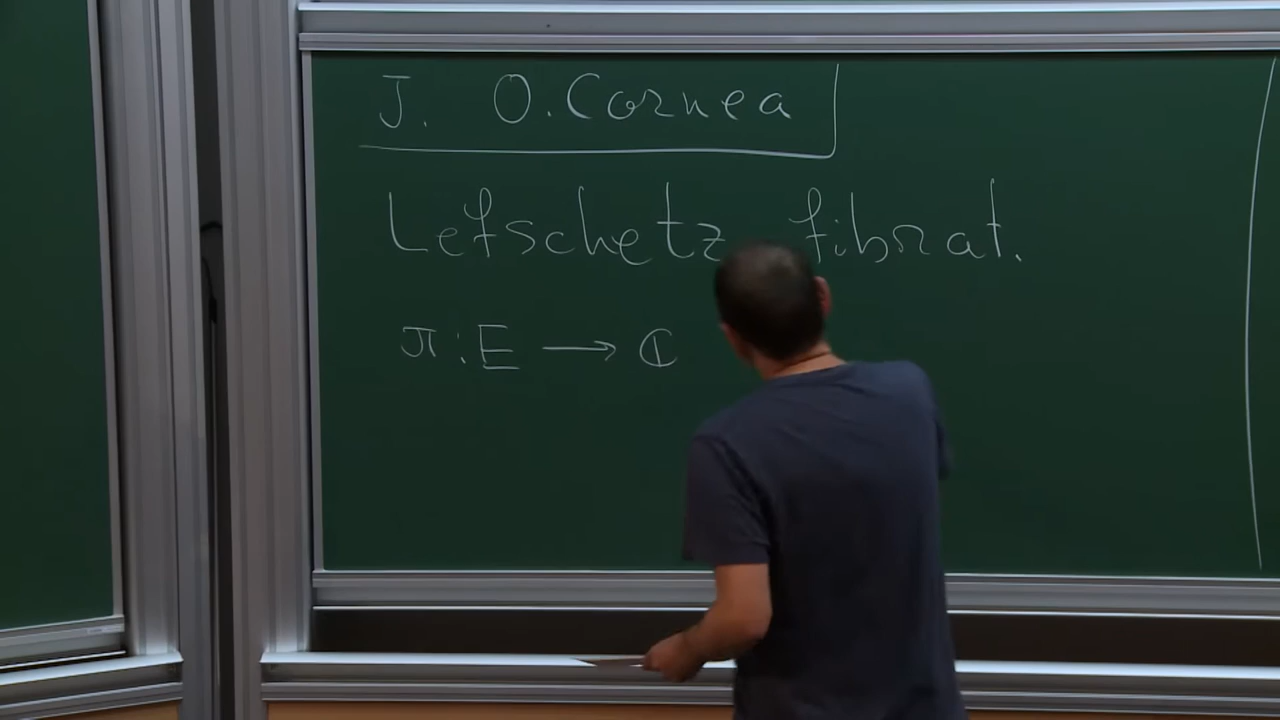 J. O. Cornea
Lefschetz fibrat.
π : E ⟶ ℂ